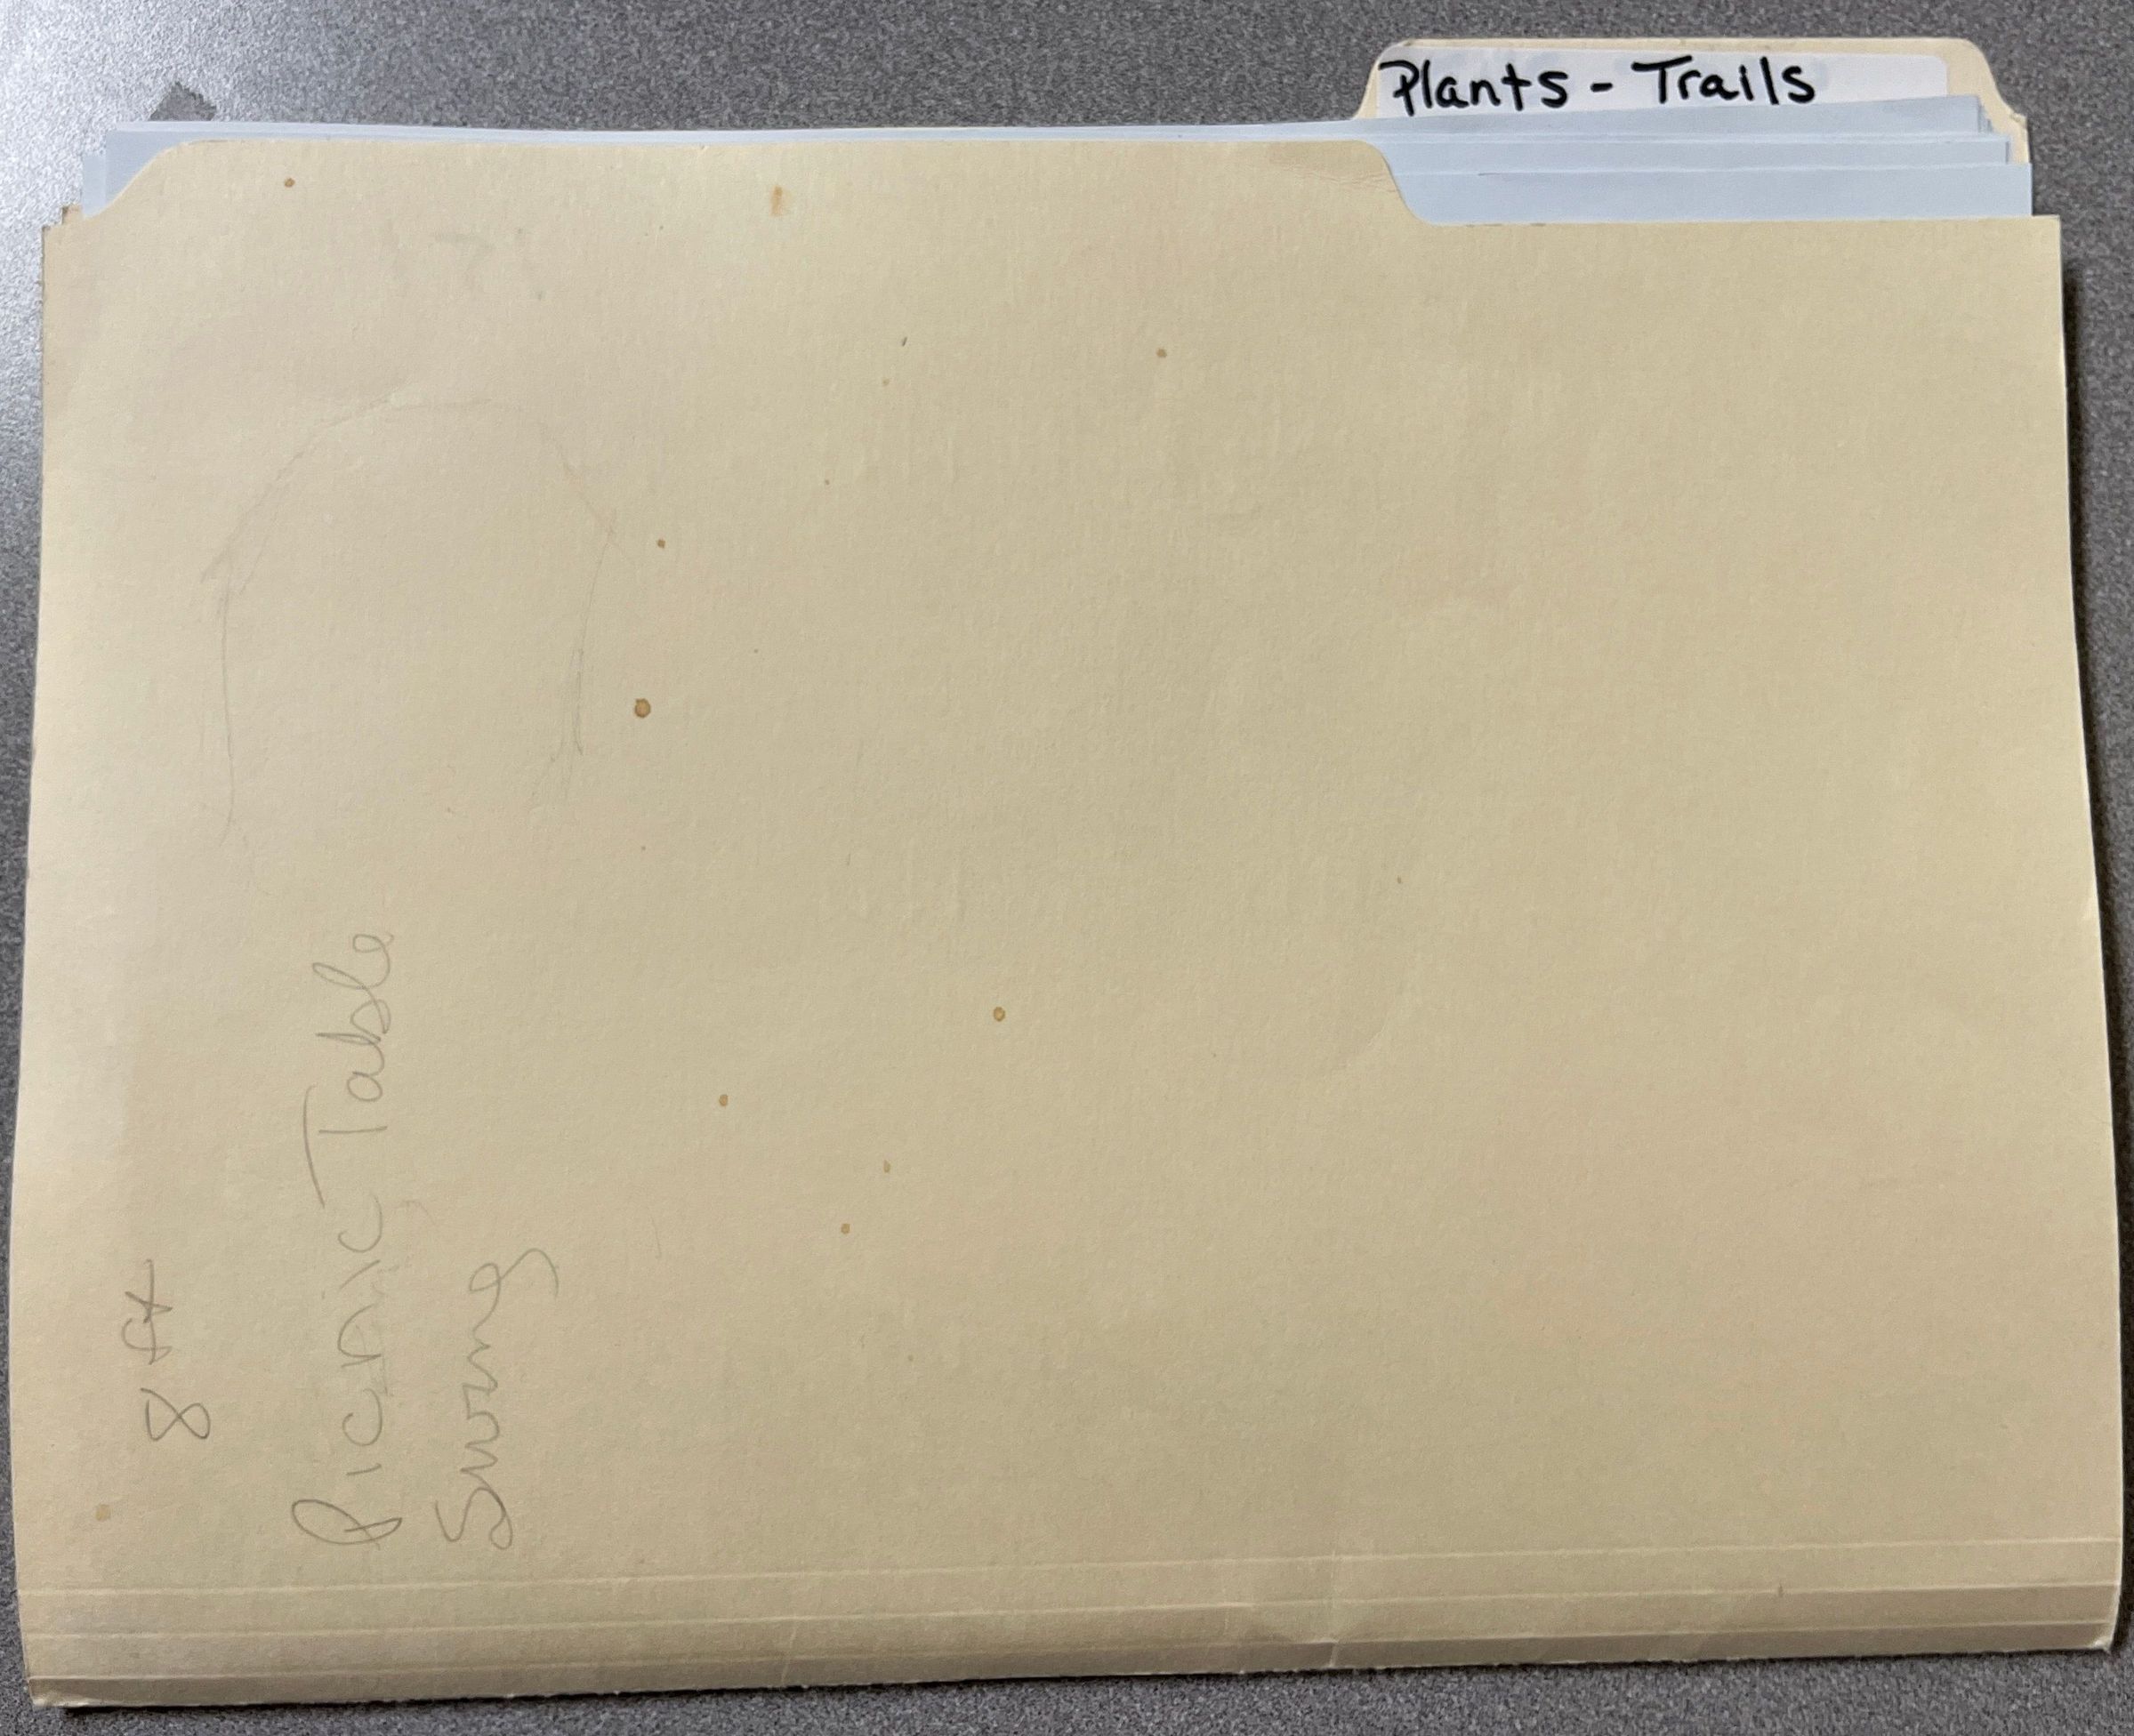 Plants - Trails
8 ft
Picnic Table
Swing